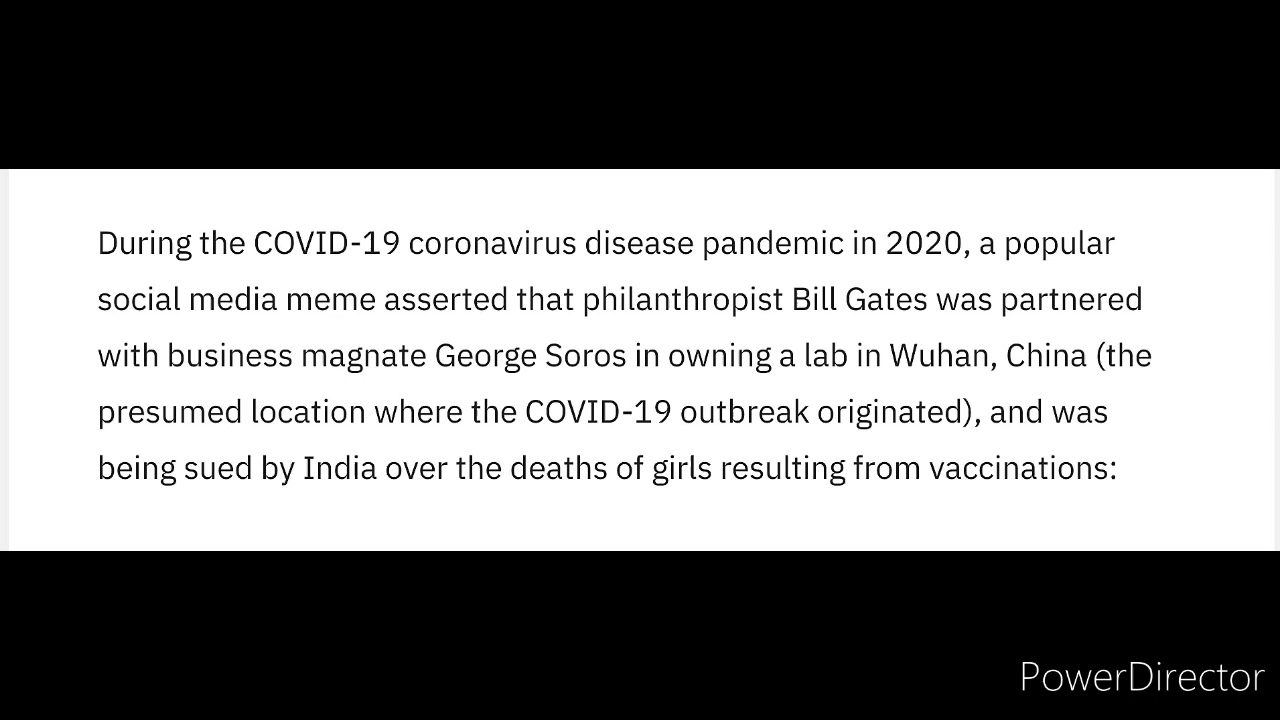 During the COVID-19 coronavirus disease pandemic in 2020, a popular
social media meme asserted that philanthropist Bill Gates was partnered
with business magnate George Soros in owning a lab in Wuhan, China (the
presumed location where the COVID-19 outbreak originated), and was
being sued by India over the deaths of girls resulting from vaccinations:
PowerDirector